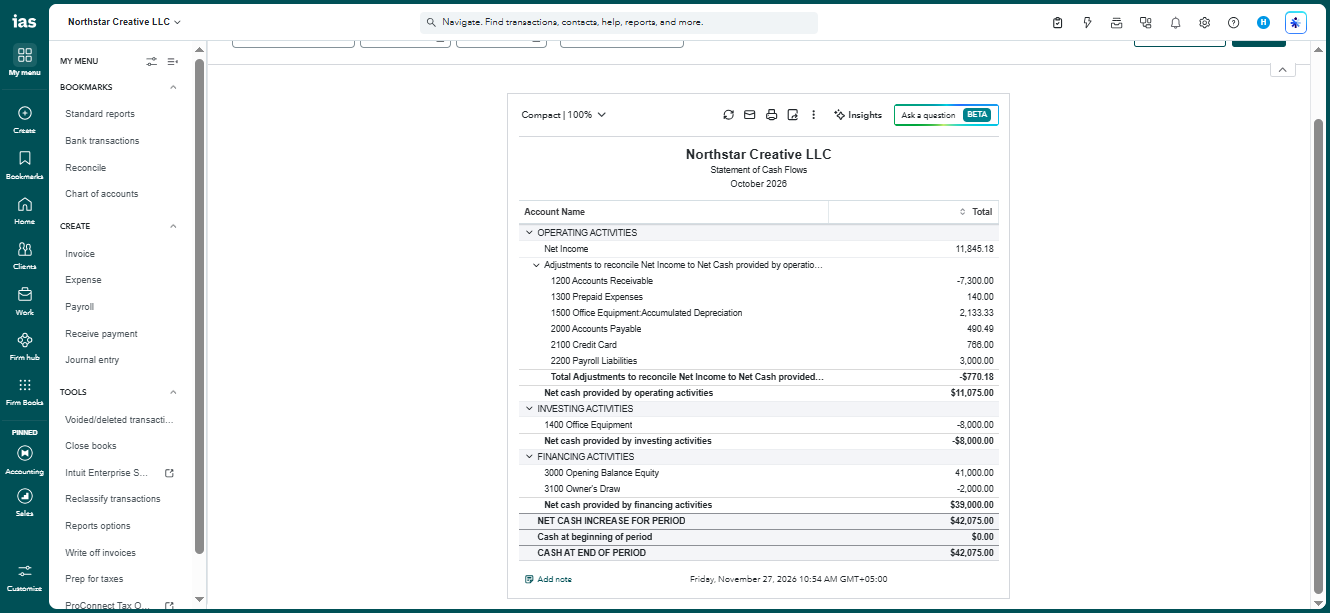 ias
Northstar Creative LLC
Navigate. Find transactions, contacts, help, reports, and more.
H
My menu
Create
Bookmarks
Home
Clients
Work
Firm hub
Firm Books
PINNED
Accounting
Sales
Customize
MY MENU
BOOKMARKS
Standard reports
Bank transactions
Reconcile
Chart of accounts
CREATE
Invoice
Expense
Payroll
Receive payment
Journal entry
TOOLS
Voided/deleted transacti...
Close books
Intuit Enterprise S...
Reclassify transactions
Reports options
Write off invoices
Prep for taxes
ProConnect Tax O...
Compact | 100%
Insights
Ask a question BETA
Northstar Creative LLC
Statement of Cash Flows
October 2026
Account Name Total
OPERATING ACTIVITIES
Net Income 11,845.18
Adjustments to reconcile Net Income to Net Cash provided by operatio...
1200 Accounts Receivable -7,300.00
1300 Prepaid Expenses 140.00
1500 Office Equipment:Accumulated Depreciation 2,133.33
2000 Accounts Payable 490.49
2100 Credit Card 766.00
2200 Payroll Liabilities 3,000.00
Total Adjustments to reconcile Net Income to Net Cash provided... -$770.18
Net cash provided by operating activities $11,075.00
INVESTING ACTIVITIES
1400 Office Equipment -8,000.00
Net cash provided by investing activities -$8,000.00
FINANCING ACTIVITIES
3000 Opening Balance Equity 41,000.00
3100 Owner's Draw -2,000.00
Net cash provided by financing activities $39,000.00
NET CASH INCREASE FOR PERIOD $42,075.00
Cash at beginning of period $0.00
CASH AT END OF PERIOD $42,075.00
Add note
Friday, November 27, 2026 10:54 AM GMT+05:00